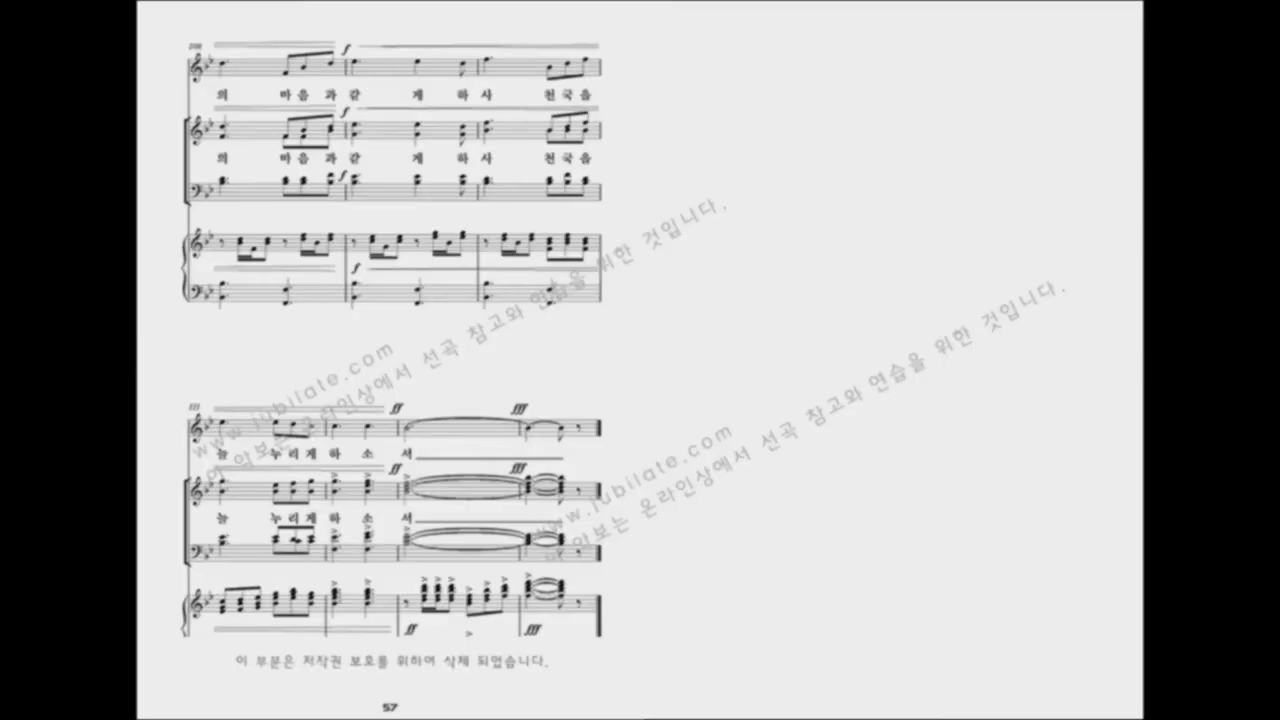 108
f
의 마 음 과 같 게 하 사 천 국 을
f
의 마 음 과 같 게 하 사 천 국 을
f
f
www.jubilate.com
이 악보는 온라인상에서 선곡 참고와 연습을 위한 것입니다.
111
ff fff
늘 누 리 게 하 소 서
ff fff
늘 누 리 게 하 소 서
ff fff
www.jubilate.com
이 악보는 온라인상에서 선곡 참고와 연습을 위한 것입니다.
이 부분은 저작권 보호를 위하여 삭제 되었습니다.
57